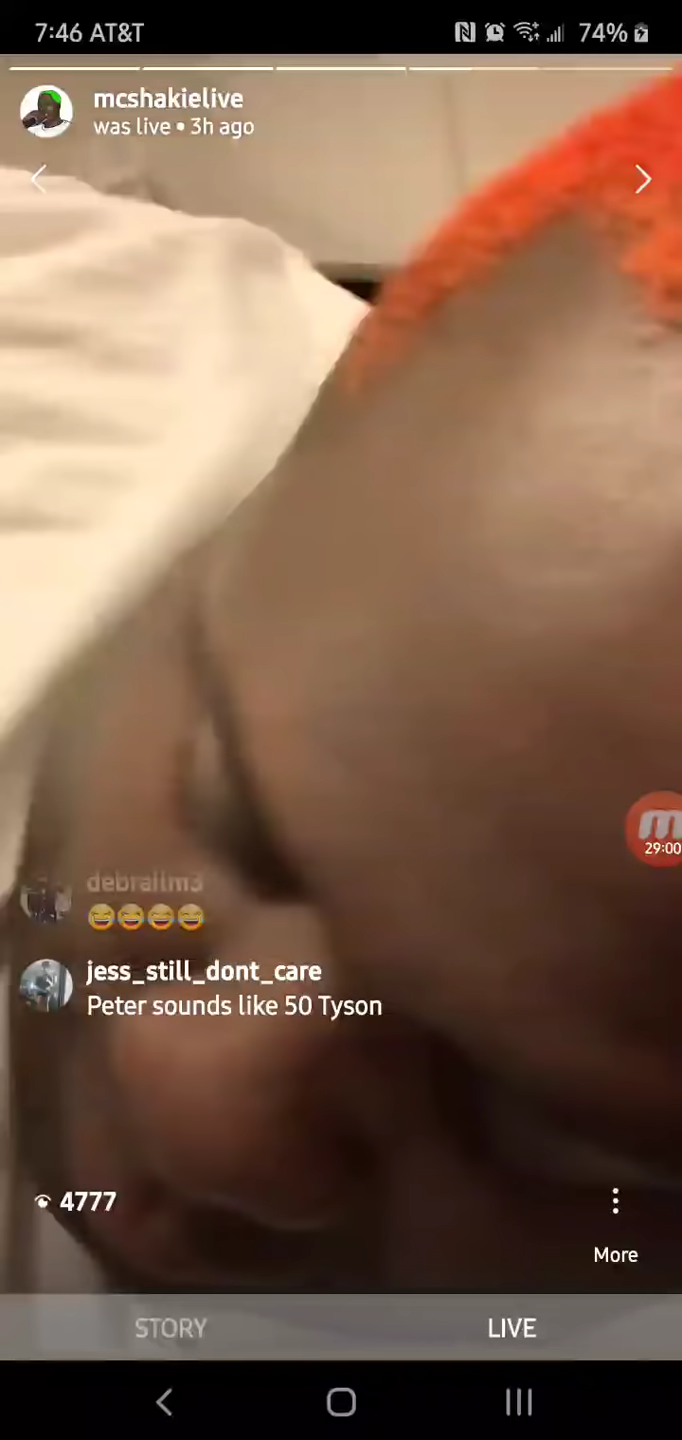 7:46 AT&T
74%
mcshakielive
was live • 3h ago
29:00
debralim3
😂😂😂😂
jess_still_dont_care
Peter sounds like 50 Tyson
4777
More
STORY
LIVE